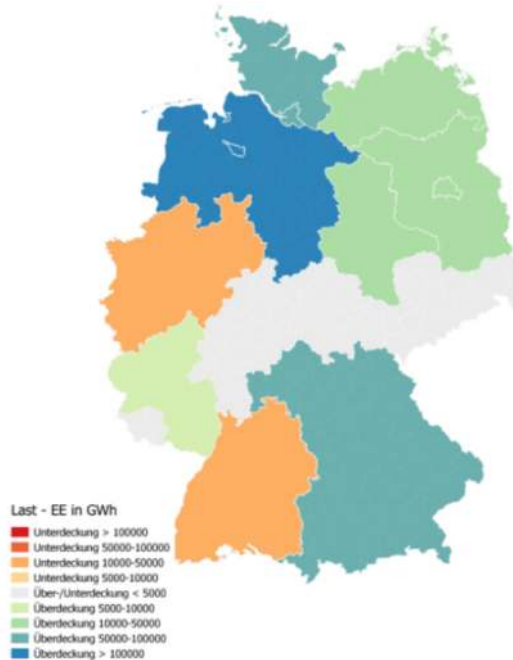 Last - EE in GWh
Unterdeckung > 100000
Unterdeckung 50000-100000
Unterdeckung 10000-50000
Unterdeckung 5000-10000
Über-/Unterdeckung < 5000
Überdeckung 5000-10000
Überdeckung 10000-50000
Überdeckung 50000-100000
Überdeckung > 100000